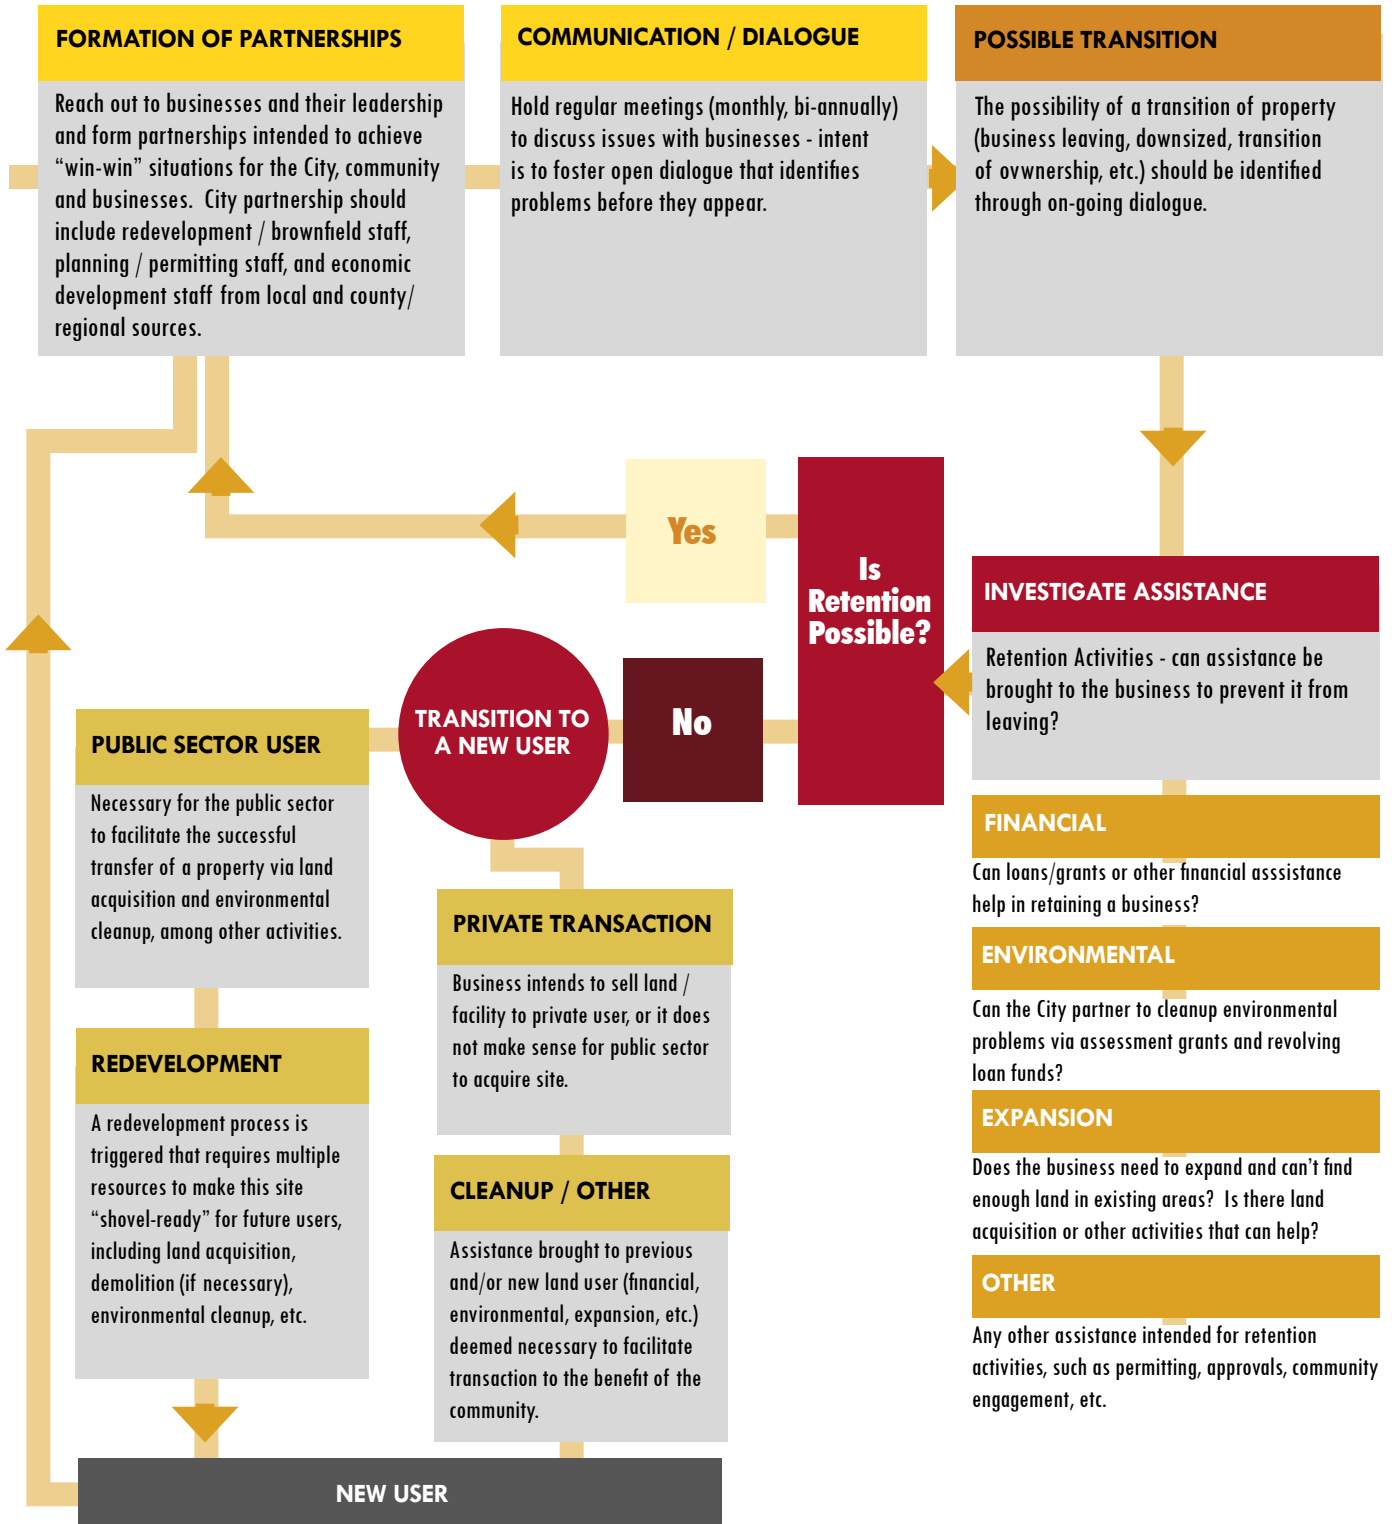 FORMATION OF PARTNERSHIPS
Reach out to businesses and their leadership
and form partnerships intended to achieve
“win-win” situations for the City, community
and businesses.  City partnership should
include redevelopment / brownfield staff,
planning / permitting staff, and economic
development staff from local and county/
regional sources.
COMMUNICATION / DIALOGUE
Hold regular meetings (monthly, bi-annually)
to discuss issues with businesses - intent
is to foster open dialogue that identifies
problems before they appear.
POSSIBLE TRANSITION
The possibility of a transition of property
(business leaving, downsized, transition
of ovwnership, etc.) should be identified
through on-going dialogue.
INVESTIGATE ASSISTANCE
Retention Activities - can assistance be
brought to the business to prevent it from
leaving?
FINANCIAL
Can loans/grants or other financial asssistance
help in retaining a business?
ENVIRONMENTAL
Can the City partner to cleanup environmental
problems via assessment grants and revolving
loan funds?
EXPANSION
Does the business need to expand and can’t find
enough land in existing areas?  Is there land
acquisition or other activities that can help?
OTHER
Any other assistance intended for retention
activities, such as permitting, approvals, community
engagement, etc.
Is
Retention
Possible?
Yes
No
TRANSITION TO
A NEW USER
PUBLIC SECTOR USER
Necessary for the public sector
to facilitate the successful
transfer of a property via land
acquisition and environmental
cleanup, among other activities.
REDEVELOPMENT
A redevelopment process is
triggered that requires multiple
resources to make this site
“shovel-ready” for future users,
including land acquisition,
demolition (if necessary),
environmental cleanup, etc.
PRIVATE TRANSACTION
Business intends to sell land /
facility to private user, or it does
not make sense for public sector
to acquire site.
CLEANUP / OTHER
Assistance brought to previous
and/or new land user (financial,
environmental, expansion, etc.)
deemed necessary to facilitate
transaction to the benefit of the
community.
NEW USER